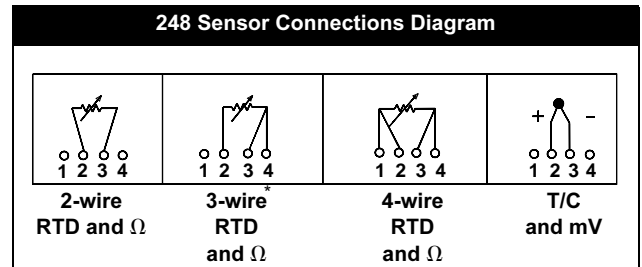 248 Sensor Connections Diagram
+ -
1 2 3 4 1 2 3 4 1 2 3 4 1 2 3 4
2-wire 3-wire* 4-wire T/C
RTD and Ω RTD RTD and mV
and Ω and Ω